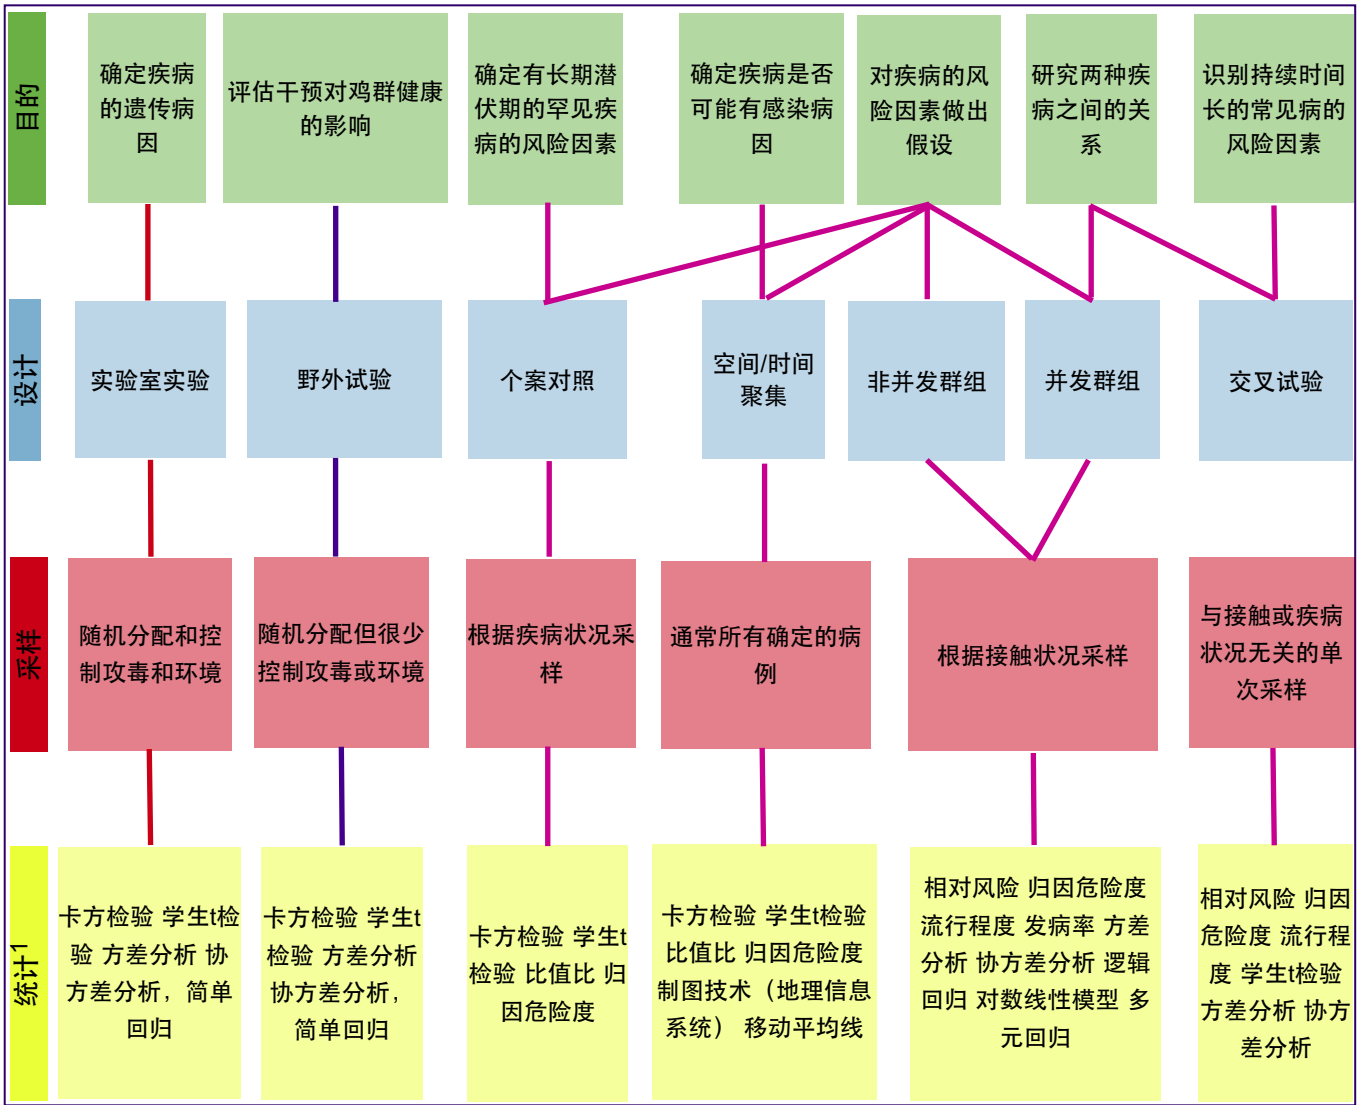 目的
确定疾病
的遗传病
因
评估干预对鸡群健康
的影响
确定有长期潜
伏期的罕见疾
病的风险因素
确定疾病是否
可能有感染病
因
对疾病的风
险因素做出
假设
研究两种疾
病之间的关
系
识别持续时间
长的常见病的
风险因素
设计
实验室实验
野外试验
个案对照
空间/时间
聚集
非并发群组
并发群组
交叉试验
采样
随机分配和控
制攻毒和环境
随机分配但很少
控制攻毒或环境
根据疾病状况采
样
通常所有确定的病
例
根据接触状况采样
与接触或疾病
状况无关的单
次采样
统计1
卡方检验 学生t检
验 方差分析 协
方差分析，简单
回归
卡方检验 学生t
检验 方差分析
协方差分析，
简单回归
卡方检验 学生t
检验 比值比 归
因危险度
卡方检验 学生t检验
比值比 归因危险度
制图技术（地理信息
系统） 移动平均线
相对风险 归因危险度
流行程度 发病率 方差
分析 协方差分析 逻辑
回归 对数线性模型 多
元回归
相对风险 归因
危险度 流行程
度 学生t检验
方差分析 协方
差分析